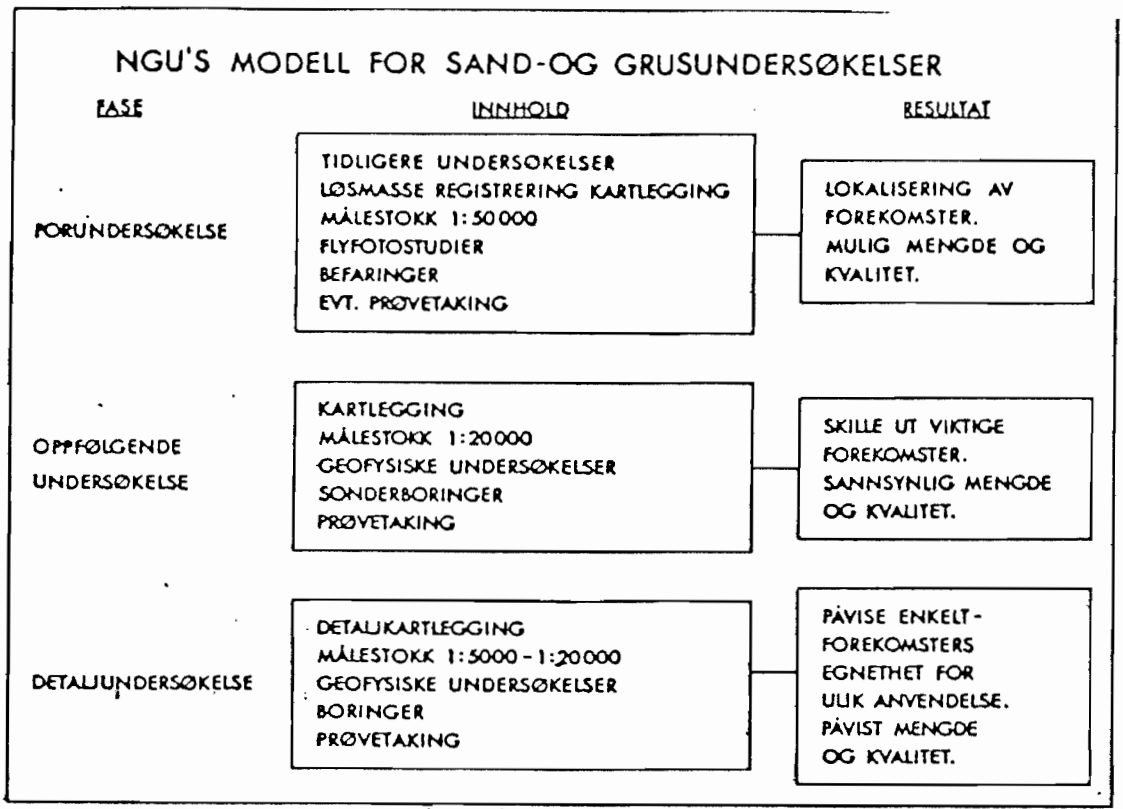 NGU'S MODELL FOR SAND-OG GRUSUNDERSØKELSER
FASE
INNHOLD
RESULTAT
FORUNDERSØKELSE
TIDLIGERE UNDERSØKELSER
LØSMASSE REGISTRERING KARTLEGGING
MÅLESTOKK 1:50000
FLYFOTOSTUDIER
BEFARINGER
EVT. PRØVETAKING
LOKALISERING AV
FOREKOMSTER.
MULIG MENGDE OG
KVALITET.
OPPFØLGENDE
UNDERSØKELSE
KARTLEGGING
MÅLESTOKK 1:20000
GEOFYSISKE UNDERSØKELSER
SONDERBORINGER
PRØVETAKING
SKILLE UT VIKTIGE
FOREKOMSTER.
SANNSYNLIG MENGDE
OG KVALITET.
DETALJUNDERSØKELSE
DETALJKARTLEGGING
MÅLESTOKK 1:5000-1:20000
GEOFYSISKE UNDERSØKELSER
BORINGER
PRØVETAKING
PÅVISE ENKELT-
FOREKOMSTERS
EGNETHET FOR
ULIK ANVENDELSE.
PÅVIST MENGDE
OG KVALITET.